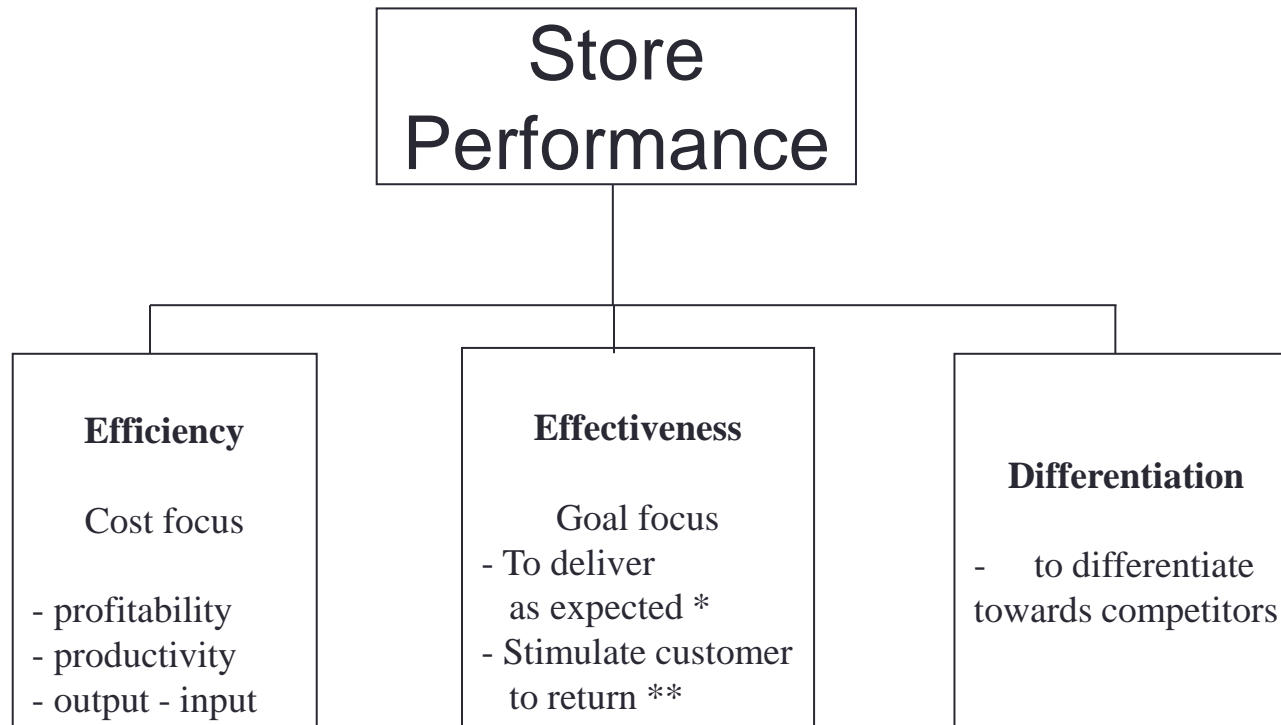 Store
Performance
Efficiency
Cost focus
- profitability
- productivity
- output - input
Effectiveness
Goal focus
- To deliver
as expected *
- Stimulate customer
to return **
Differentiation
- to differentiate
towards competitors